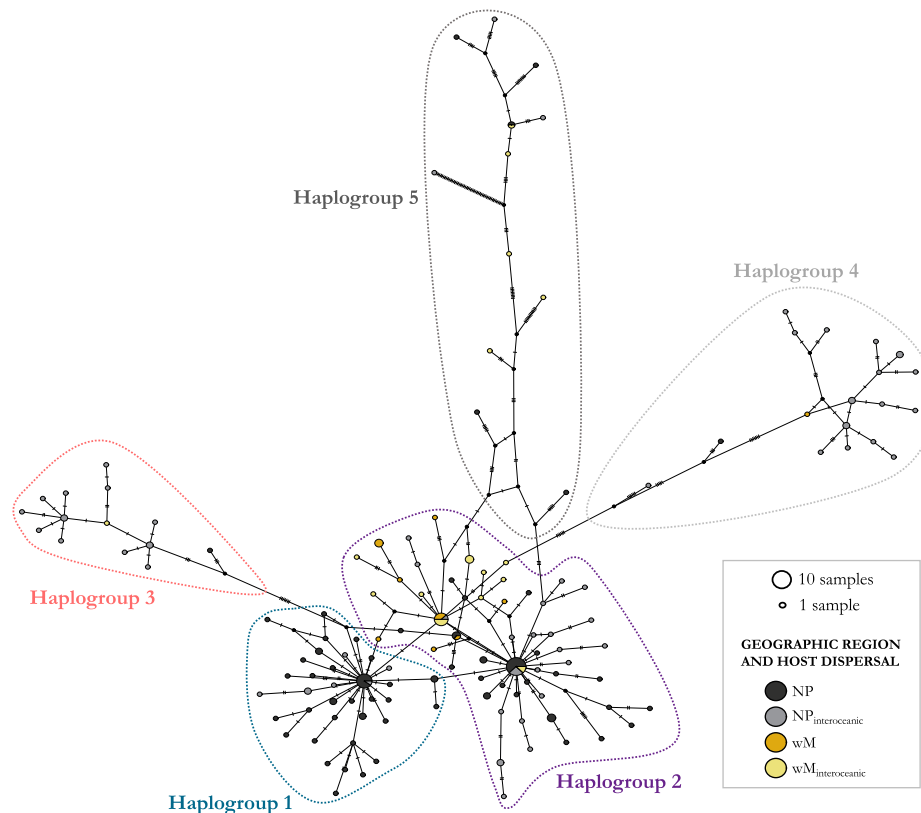 Haplogroup 5
Haplogroup 4
Haplogroup 3
10 samples
1 sample
GEOGRAPHIC REGION
AND HOST DISPERSAL
NP
NPinteroceanic
wM
wMinteroceanic
Haplogroup 2
Haplogroup 1